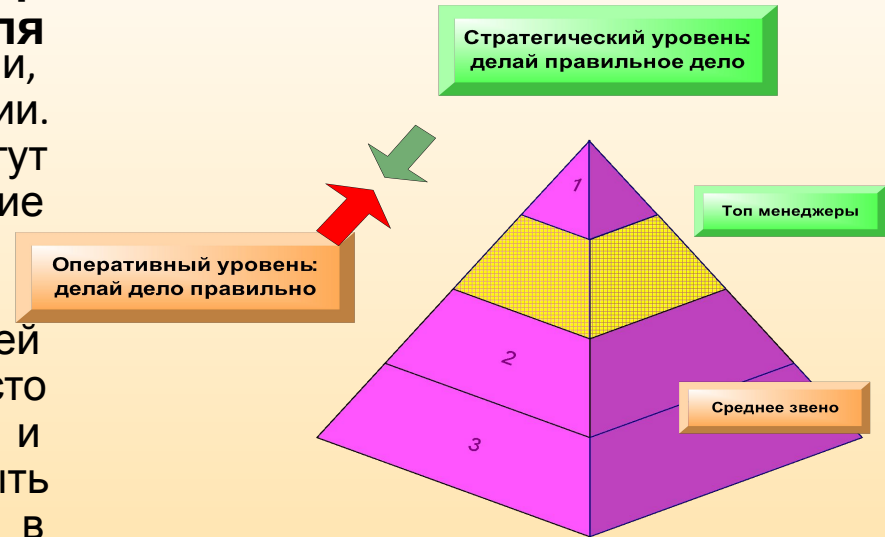 ля
и,
ии.
гут
ие
ей
сто
и
ыть
в
Стратегический уровень:
делай правильное дело
Оперативный уровень:
делай дело правильно
1
Топ менеджеры
2
Среднее звено
3